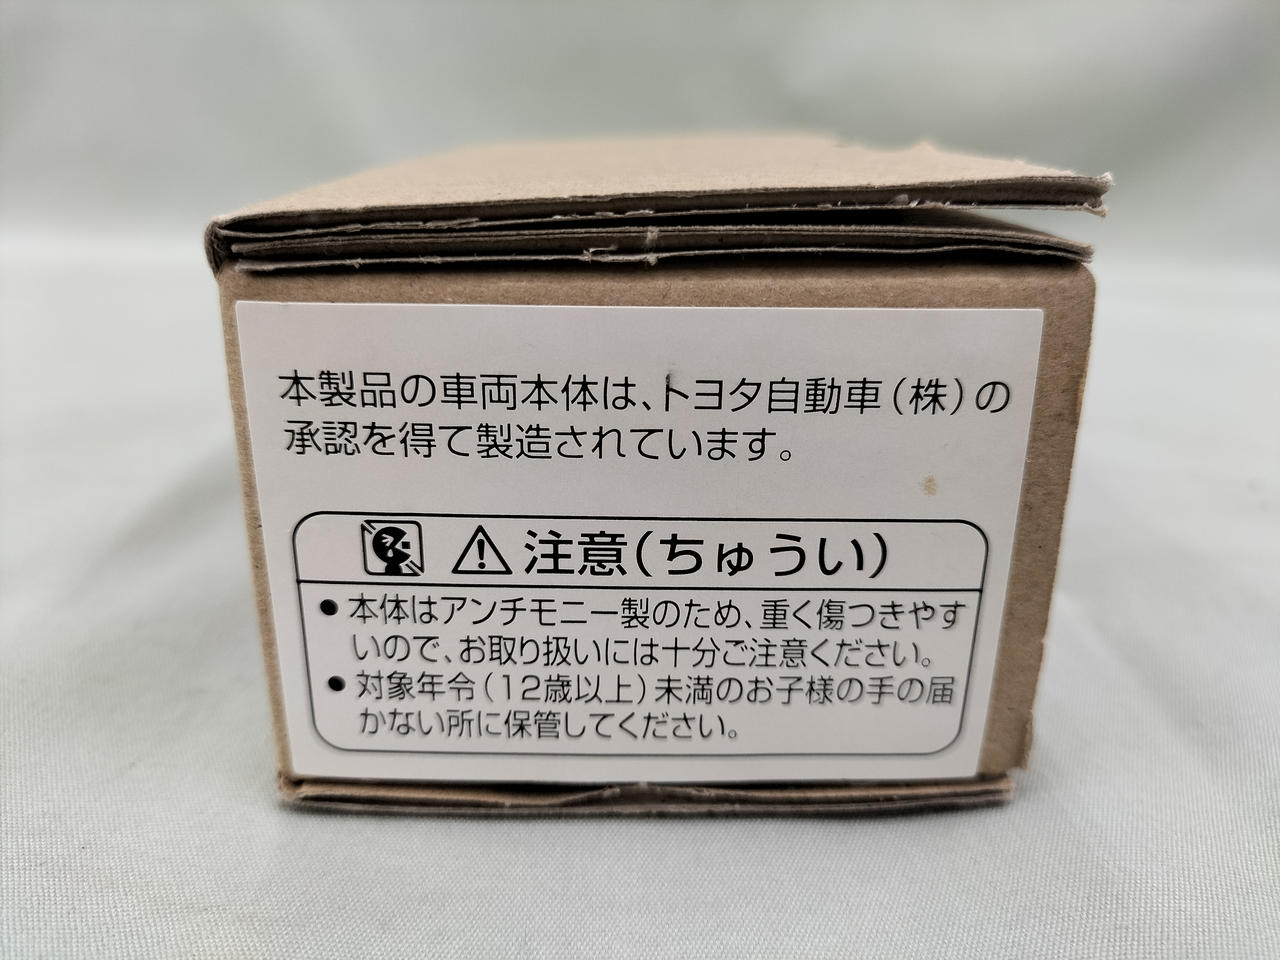 本製品の車両本体は、トヨタ自動車（株）の
承認を得て製造されています。
注意（ちゅうい）
●本体はアンチモニー製のため、重く傷つきやす
いので、お取り扱いには十分ご注意ください。
●対象年令（12歳以上）未満のお子様の手の届
かない所に保管してください。